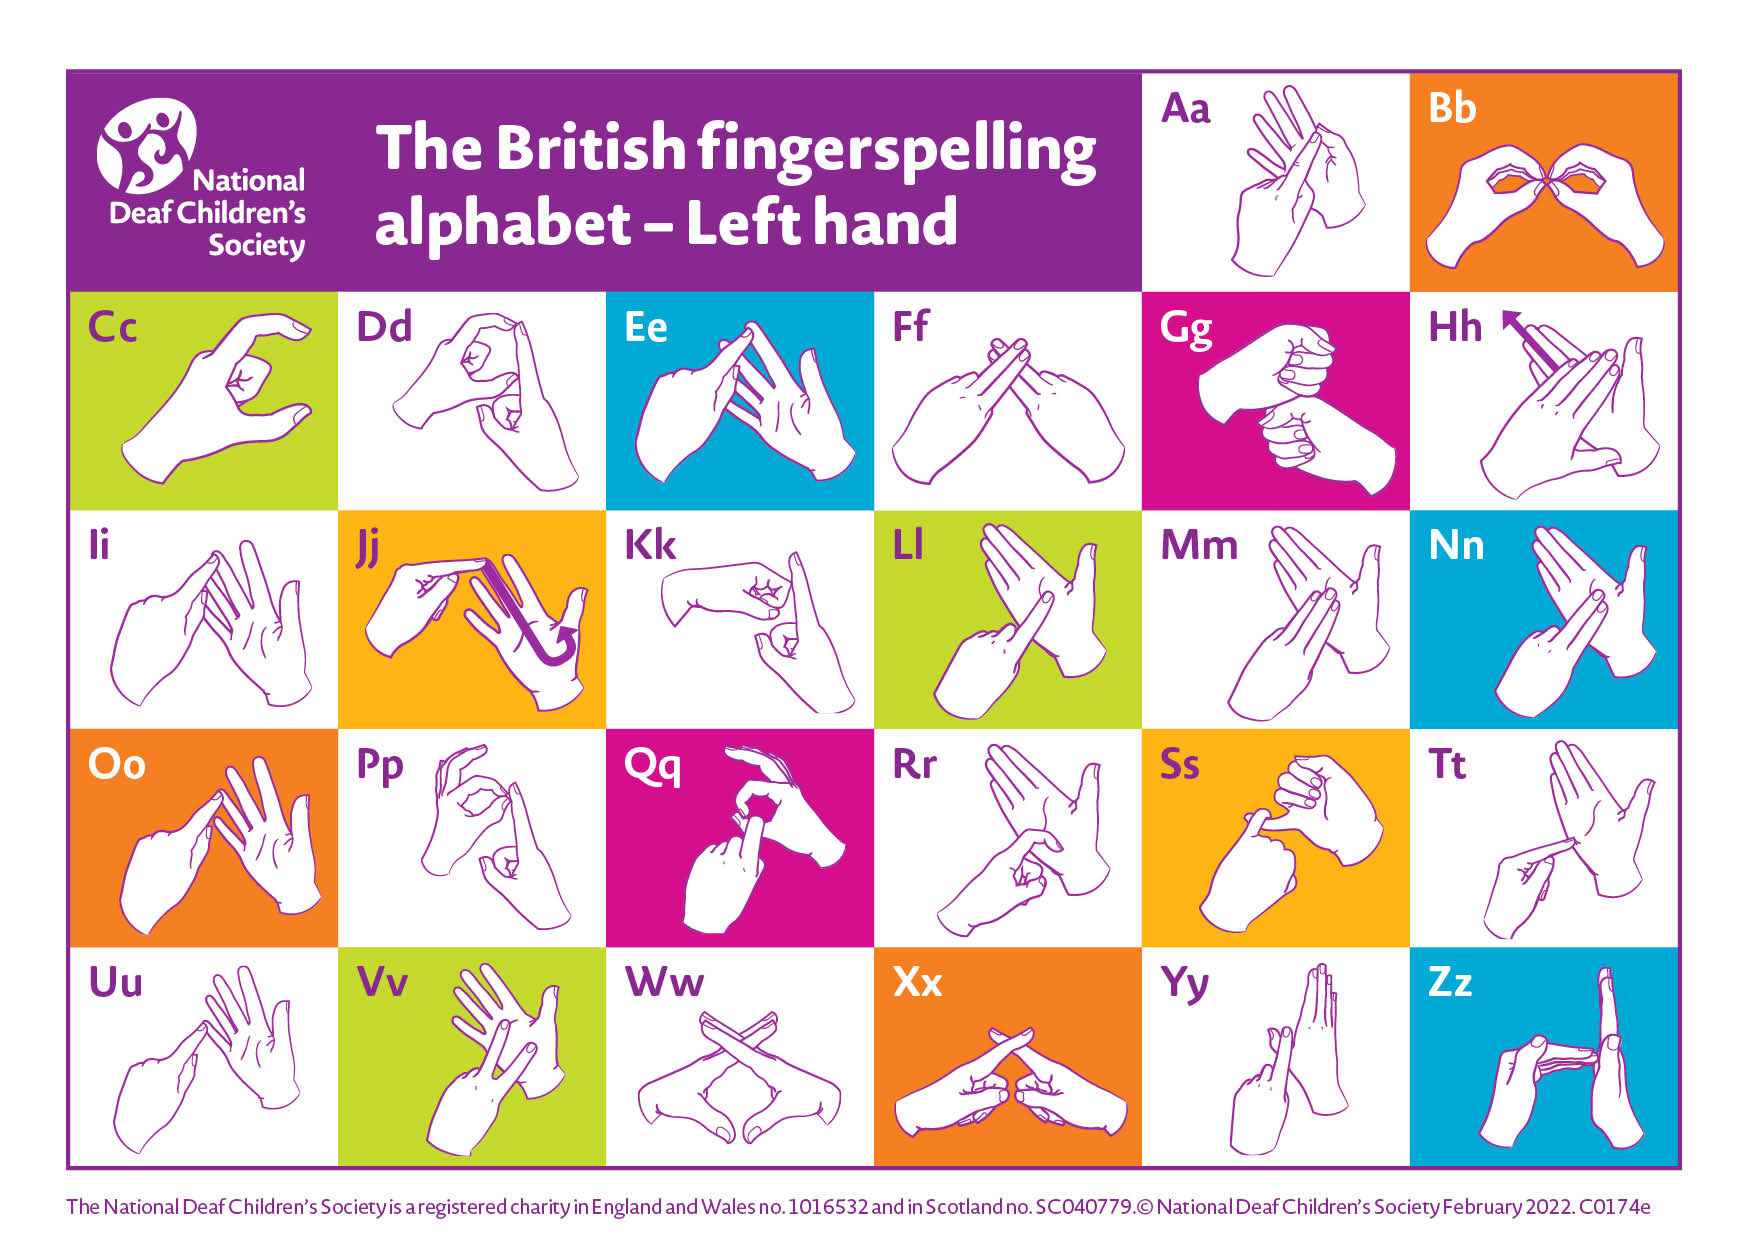 National
Deaf Children's
Society
The British fingerspelling
alphabet – Left hand
Aa
Bb
Cc
Dd
Ee
Ff
Gg
Hh
Ii
Jj
Kk
Ll
Mm
Nn
Oo
Pp
Qq
Rr
Ss
Tt
Uu
Vv
Ww
Xx
Yy
Zz
The National Deaf Children's Society is a registered charity in England and Wales no. 1016532 and in Scotland no. SC040779.© National Deaf Children's Society February 2022. C0174e